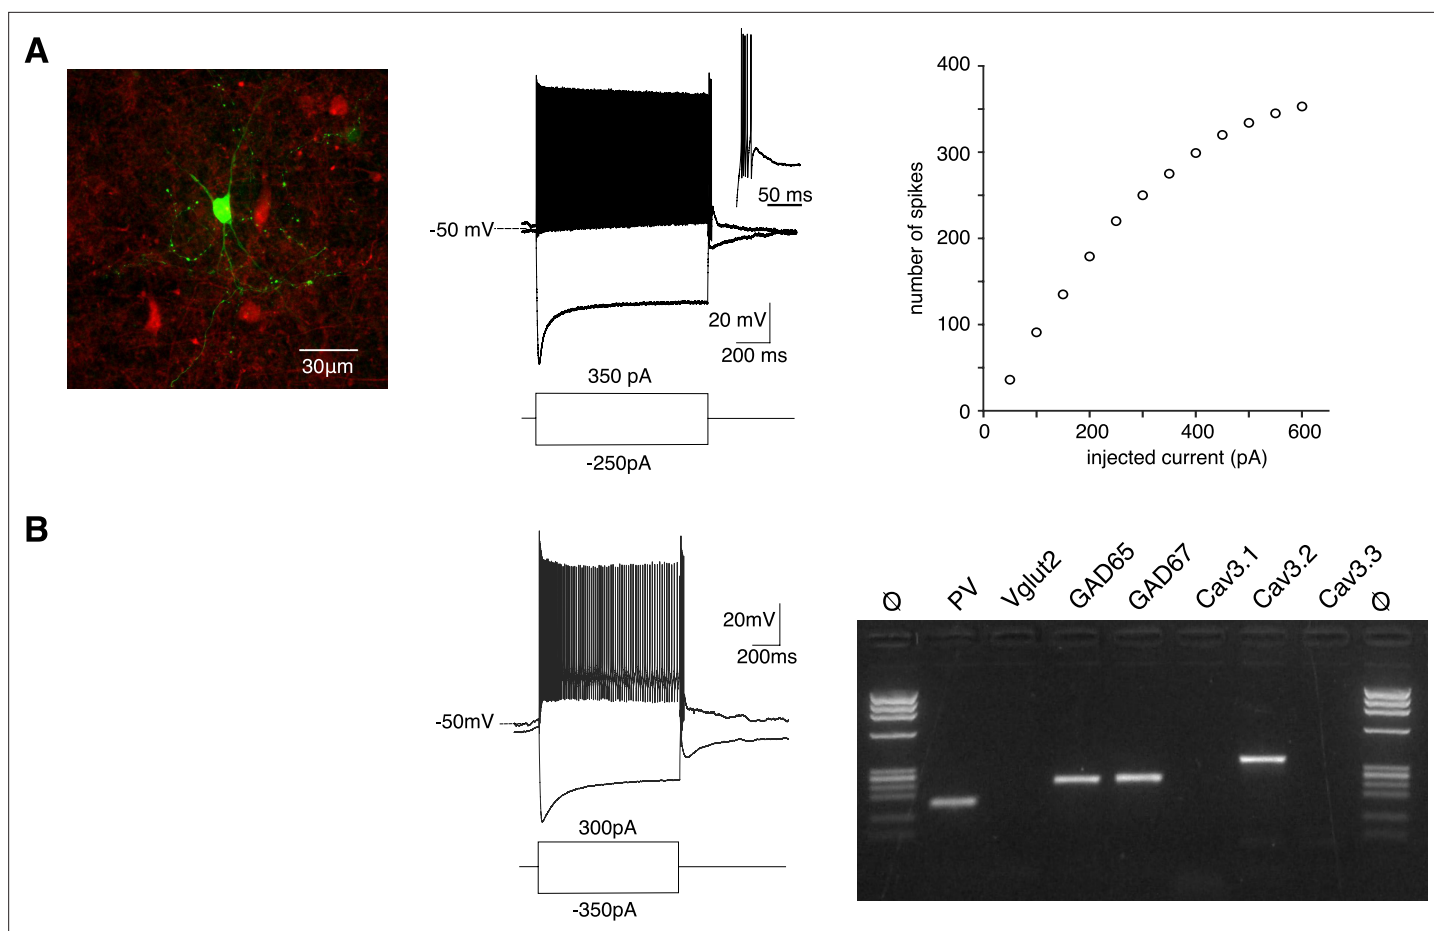 A
30µm
-50 mV
50 ms
20 mV
200 ms
350 pA
-250pA
400
300
200
100
0
0
200
400
600
number of spikes
injected current (pA)
B
-50mV
20mV
200ms
300pA
-350pA
Φ
PV
Vglut2
GAD65
GAD67
Cav3.1
Cav3.2
Cav3.3
Φ